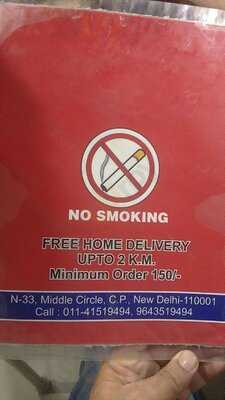 NO SMOKING
FREE HOME DELIVERY
UPTO 2 K.M.
Minimum Order 150/-
N-33, Middle Circle, C.P., New Delhi-110001
Call : 011-41519494, 9643519494